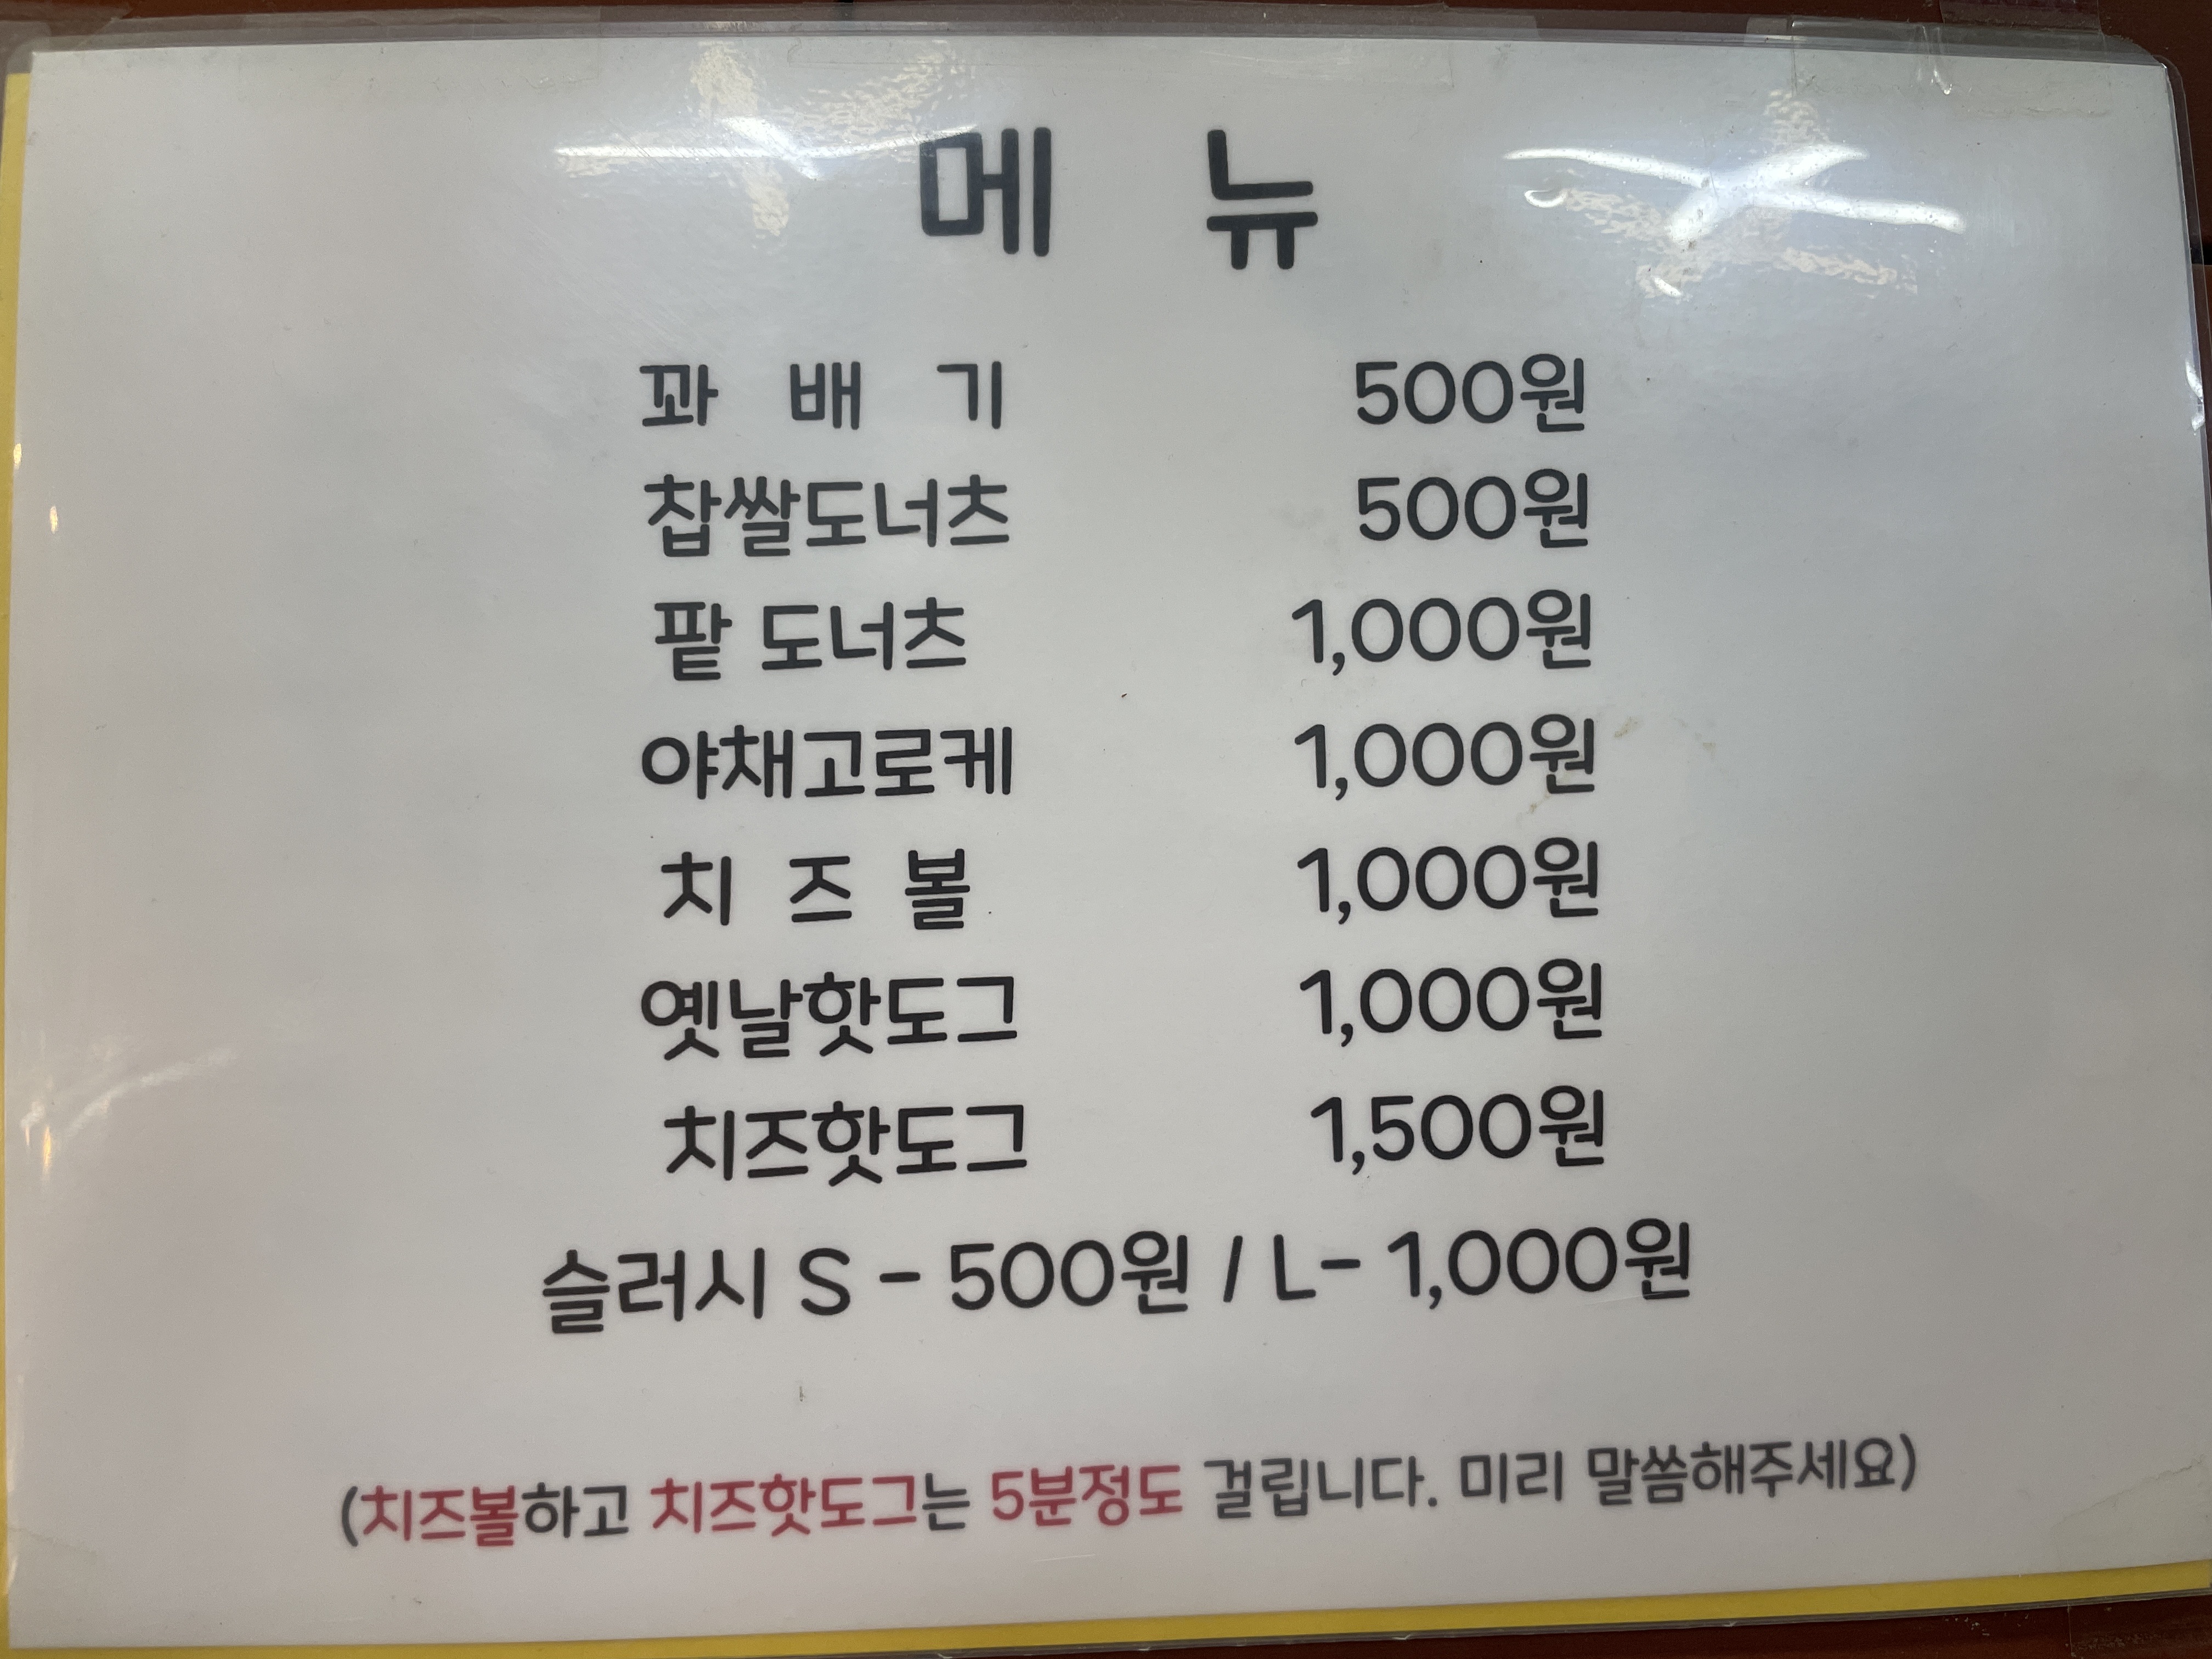 메 뉴
꽈 배 기 500원
찹쌀도너츠 500원
팥 도너츠 1,000원
야채고로케 1,000원
치 즈 볼 1,000원
옛날핫도그 1,000원
치즈핫도그 1,500원
슬러시 S - 500원 / L- 1,000원
(치즈볼하고 치즈핫도그는 5분정도 걸립니다. 미리 말씀해주세요)